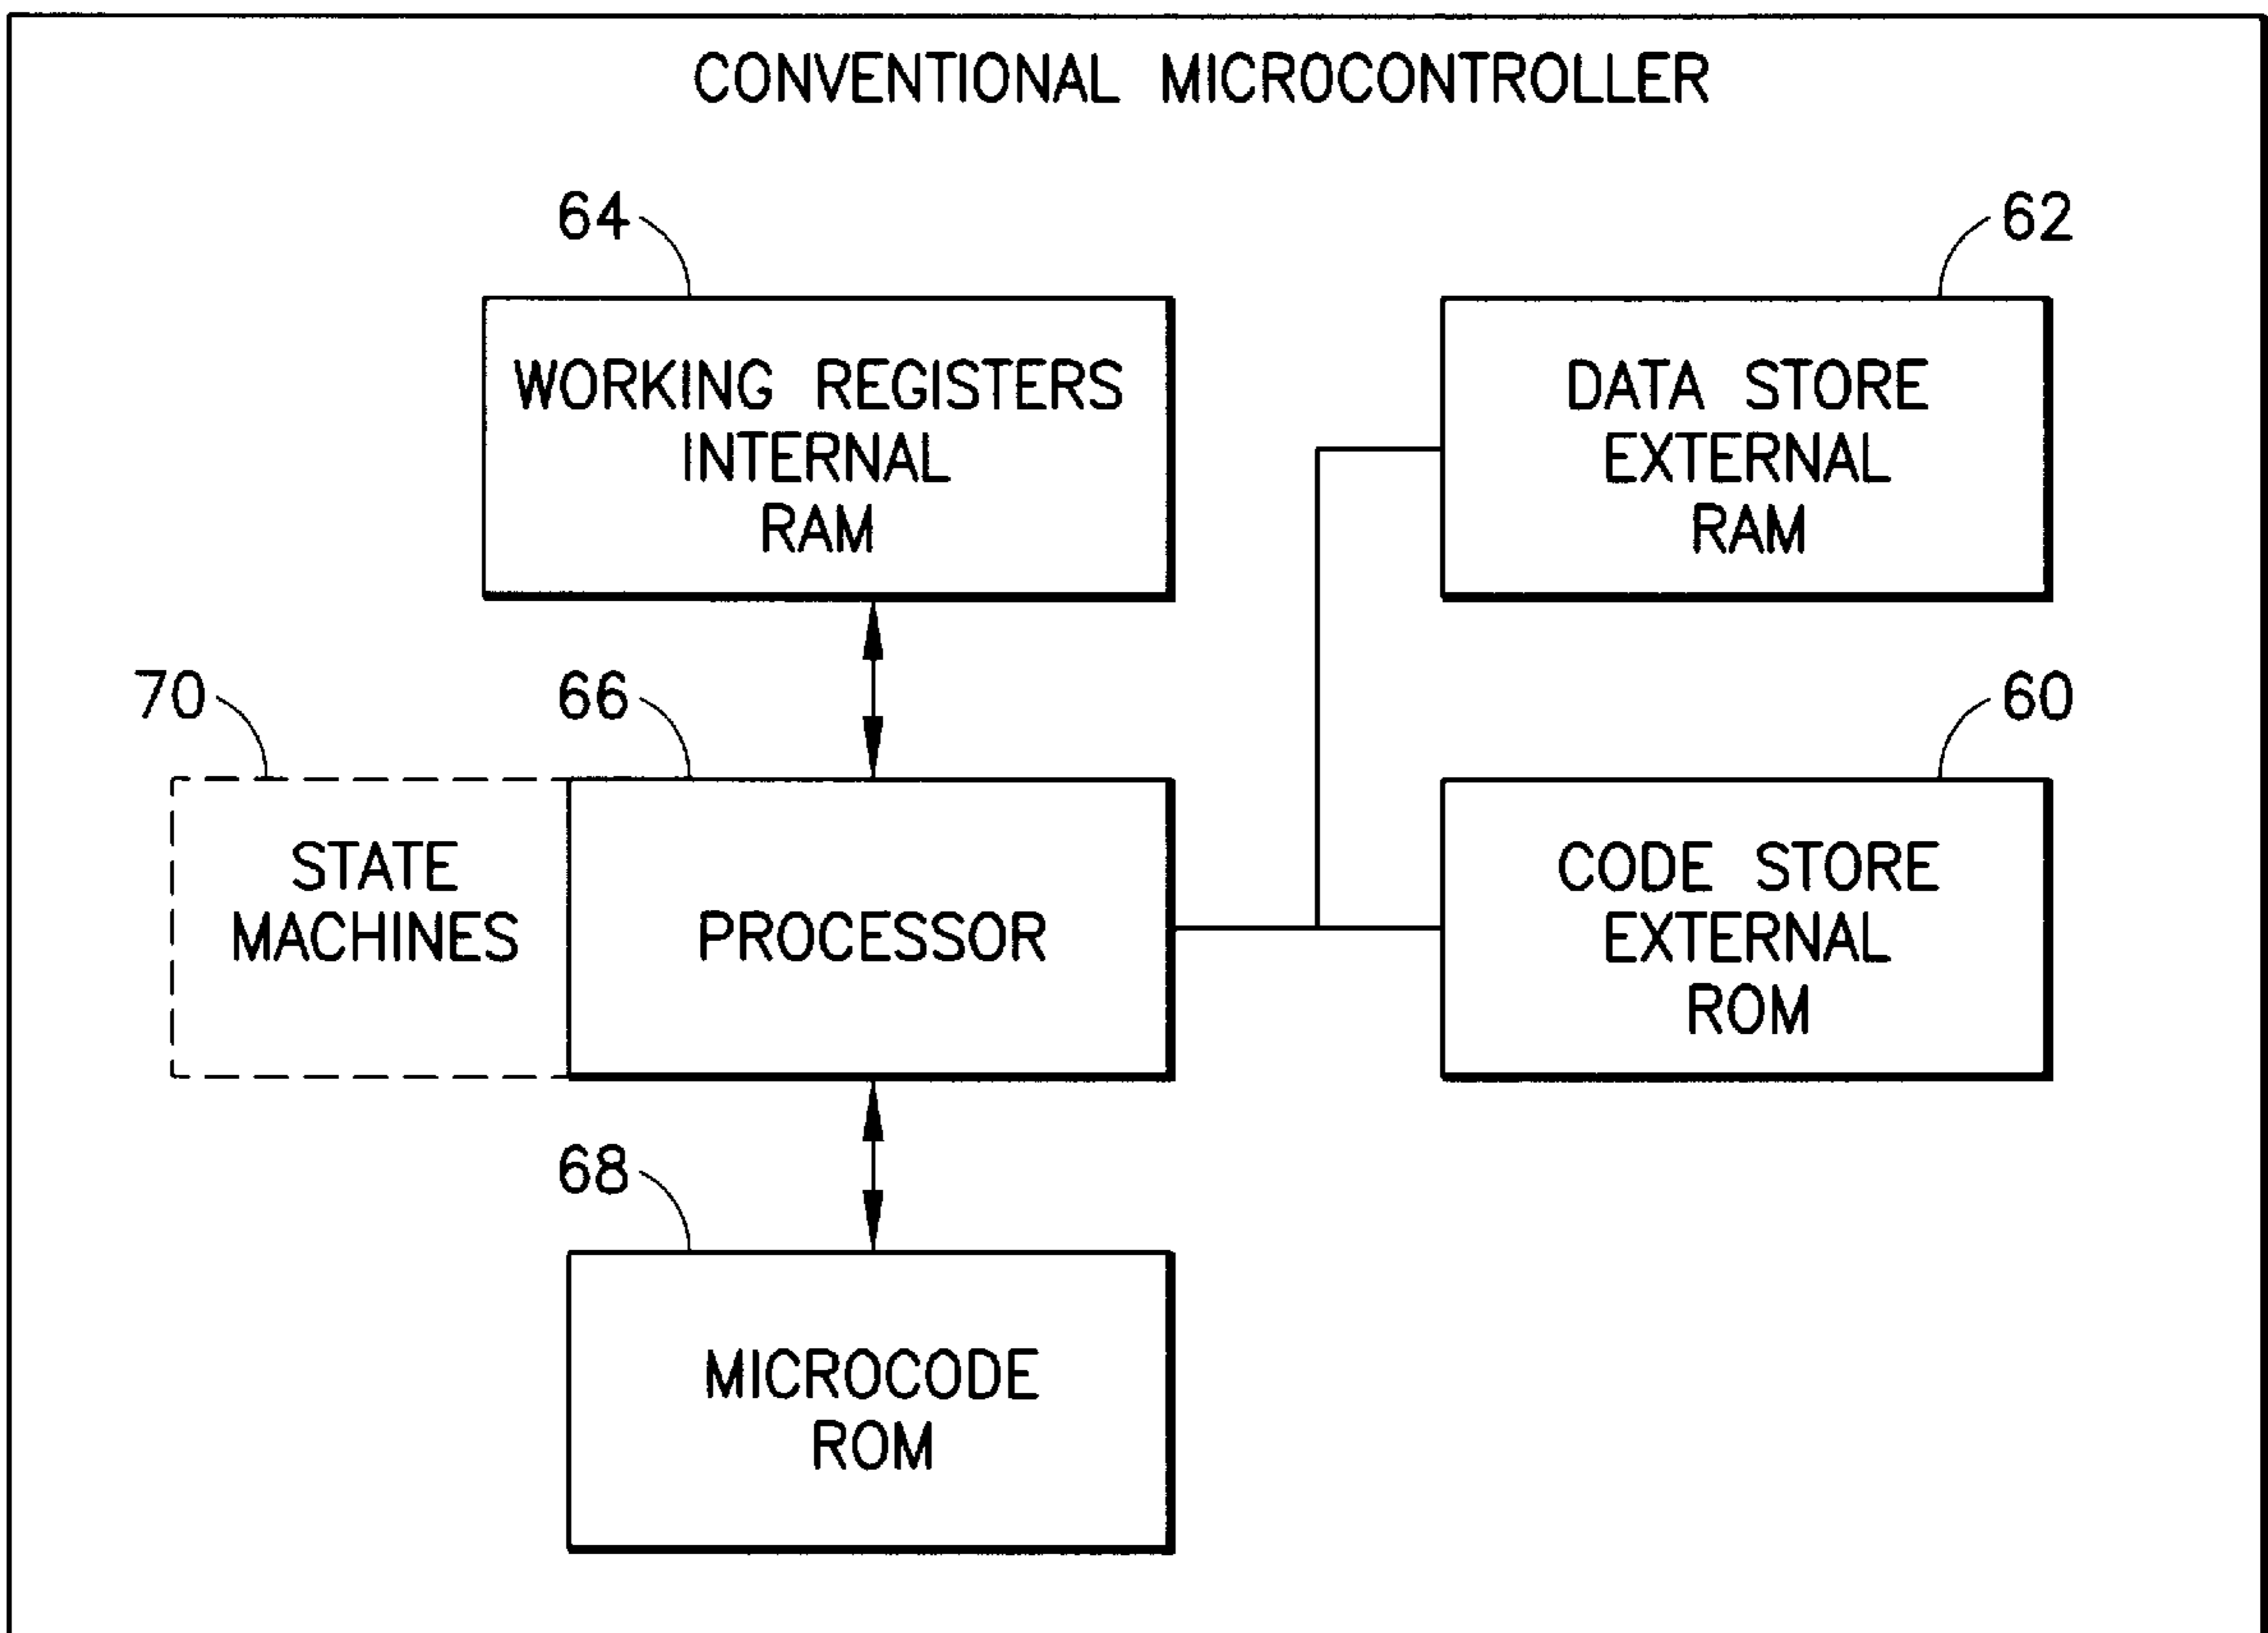 CONVENTIONAL MICROCONTROLLER
64
62
WORKING REGISTERS
INTERNAL
RAM
DATA STORE
EXTERNAL
RAM
70
66
60
STATE
MACHINES
PROCESSOR
CODE STORE
EXTERNAL
ROM
68
MICROCODE
ROM